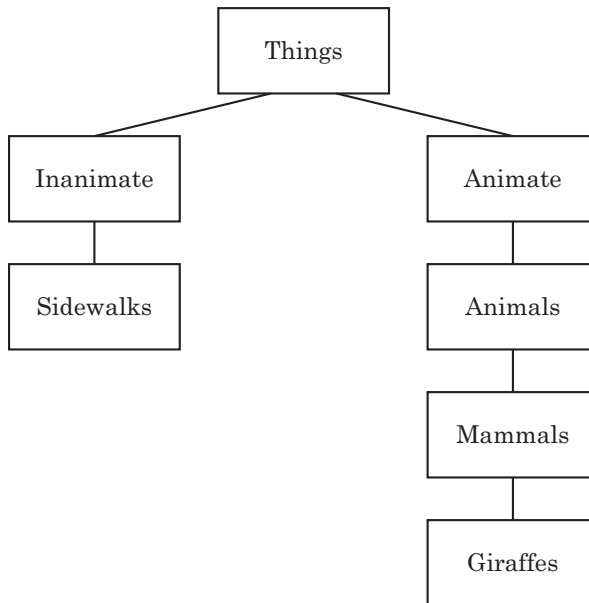 Things
Inanimate
Animate
Sidewalks
Animals
Mammals
Giraffes